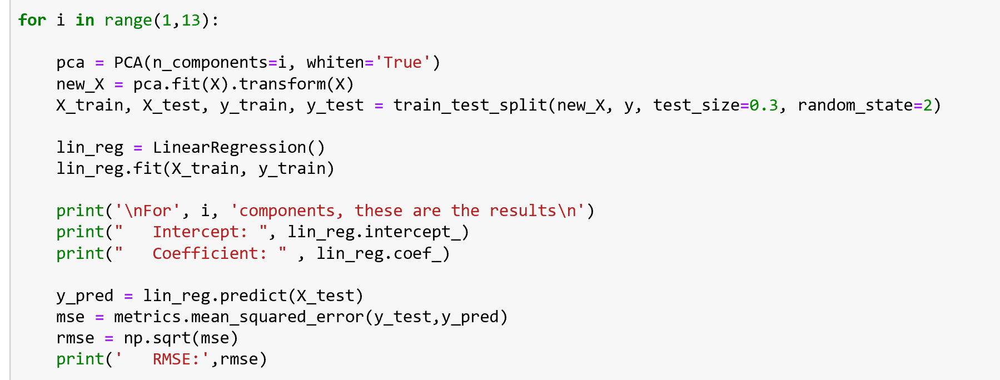 for i in range(1,13):
pca = PCA(n_components=i, whiten='True')
new_X = pca.fit(X).transform(X)
X_train, X_test, y_train, y_test = train_test_split(new_X, y, test_size=0.3, random_state=2)
lin_reg = LinearRegression()
lin_reg.fit(X_train, y_train)
print('\nFor', i, 'components, these are the results\n')
print("   Intercept: ", lin_reg.intercept_)
print("   Coefficient: " , lin_reg.coef_)
y_pred = lin_reg.predict(X_test)
mse = metrics.mean_squared_error(y_test,y_pred)
rmse = np.sqrt(mse)
print('   RMSE:',rmse)